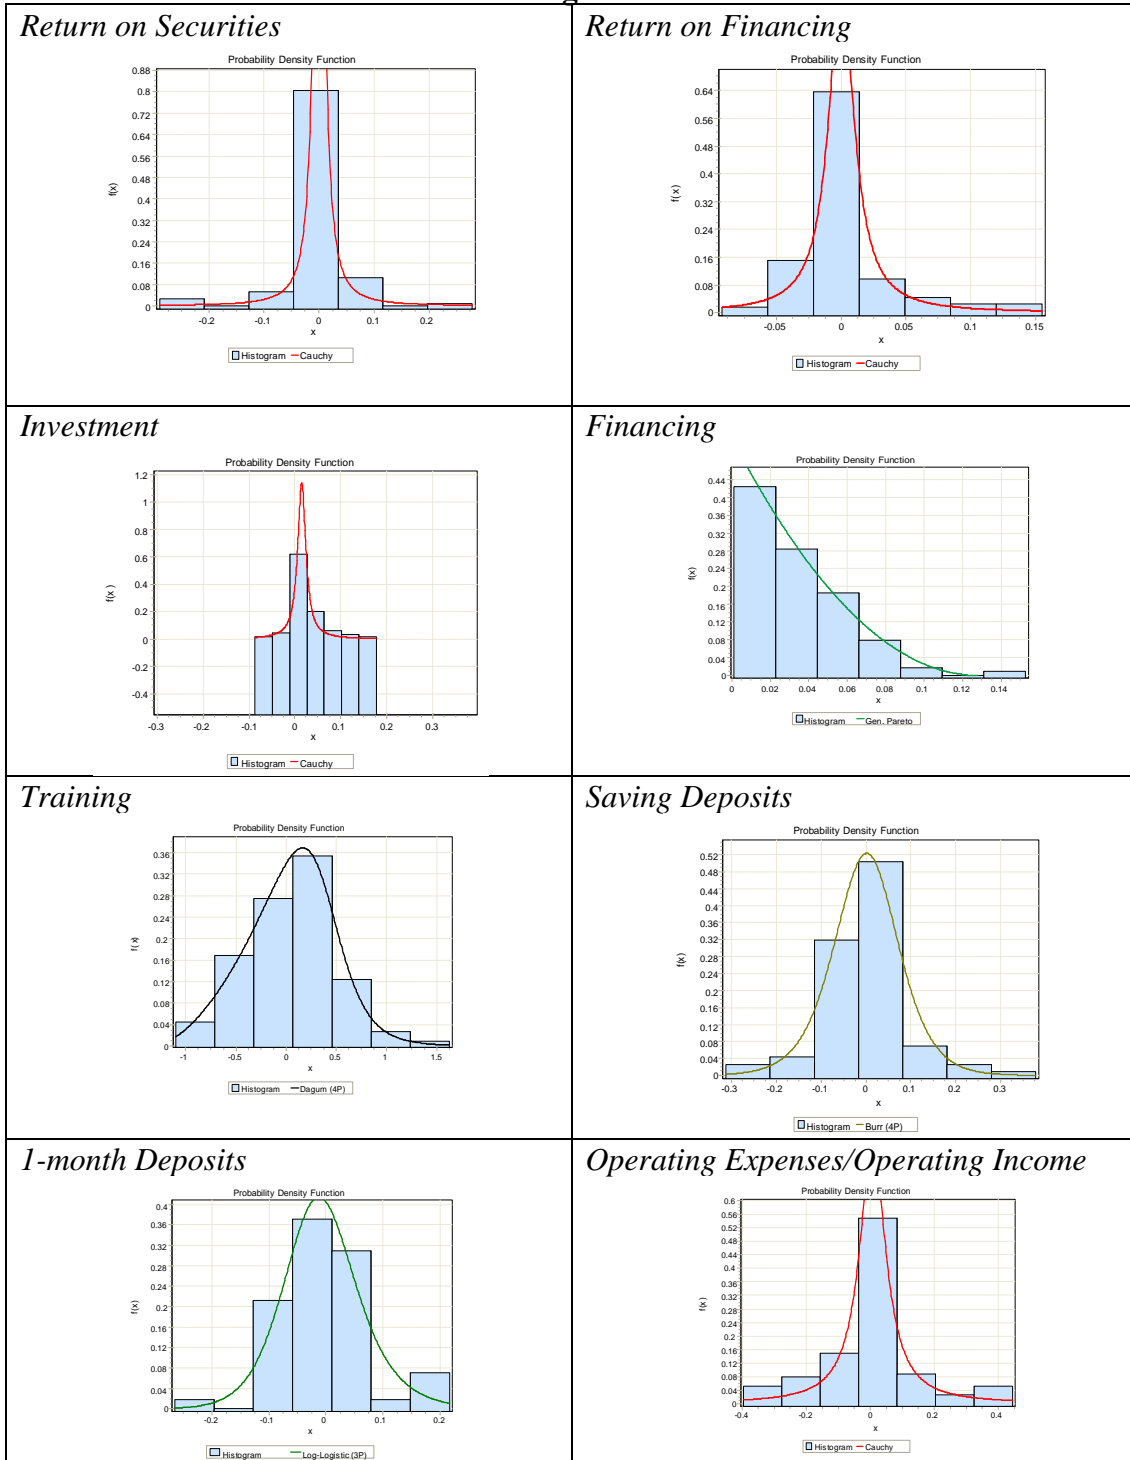 Return on Securities
Probability Density Function
0.88
0.8
0.72
0.64
0.56
0.48
0.4
0.32
0.24
0.16
0.08
0
f(x)
-0.2 -0.1 0 0.1 0.2
x
Histogram Cauchy
Return on Financing
Probability Density Function
0.64
0.56
0.48
0.4
0.32
0.24
0.16
0.08
0
f(x)
-0.05 0 0.05 0.1 0.15
x
Histogram Cauchy
Investment
Probability Density Function
1.2
1
0.8
0.6
0.4
0.2
0
-0.2
-0.4
f(x)
-0.3 -0.2 -0.1 0 0.1 0.2 0.3
x
Histogram Cauchy
Financing
Probability Density Function
0.44
0.4
0.36
0.32
0.28
0.24
0.2
0.16
0.12
0.08
0.04
0
f(x)
0 0.02 0.04 0.06 0.08 0.1 0.12 0.14
x
Histogram Gen. Pareto
Training
Probability Density Function
0.36
0.32
0.28
0.24
0.2
0.16
0.12
0.08
0.04
0
f(x)
-1 -0.5 0 0.5 1 1.5
x
Histogram Dagum (4P)
Saving Deposits
Probability Density Function
0.52
0.48
0.44
0.4
0.36
0.32
0.28
0.24
0.2
0.16
0.12
0.08
0.04
0
f(x)
-0.3 -0.2 -0.1 0 0.1 0.2 0.3
x
Histogram Burr (4P)
1-month Deposits
Probability Density Function
0.4
0.36
0.32
0.28
0.24
0.2
0.16
0.12
0.08
0.04
0
f(x)
-0.2 -0.1 0 0.1 0.2
x
Histogram Log-Logistic (3P)
Operating Expenses/Operating Income
Probability Density Function
0.6
0.56
0.52
0.48
0.44
0.4
0.36
0.32
0.28
0.24
0.2
0.16
0.12
0.08
0.04
0
f(x)
-0.4 -0.2 0 0.2 0.4
x
Histogram Cauchy